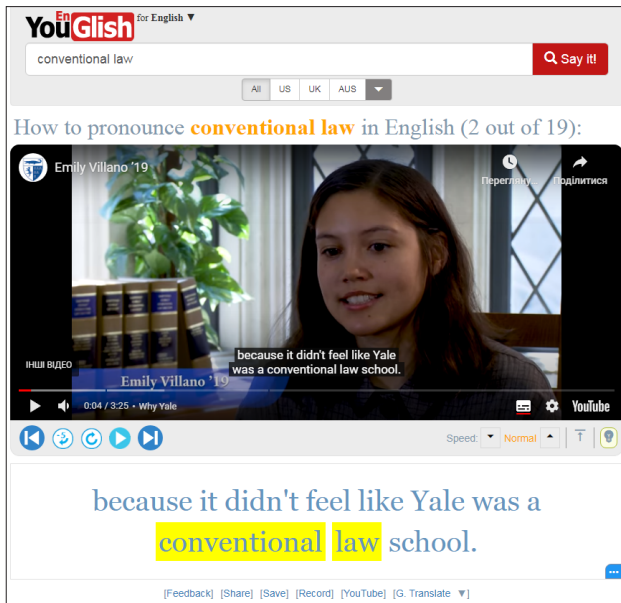 YouEnGlish for English ▼
conventional law
Say it!
All US UK AUS
How to pronounce conventional law in English (2 out of 19):
Emily Villano '19
Перегляну... Поділитися
because it didn't feel like Yale
was a conventional law school.
ІНШІ ВІДЕО
Emily Villano '19
0:04 / 3:25 • Why Yale
YouTube
Speed: Normal
because it didn't feel like Yale was a
conventional law school.
[Feedback] [Share] [Save] [Record] [YouTube] [G. Translate ▼]